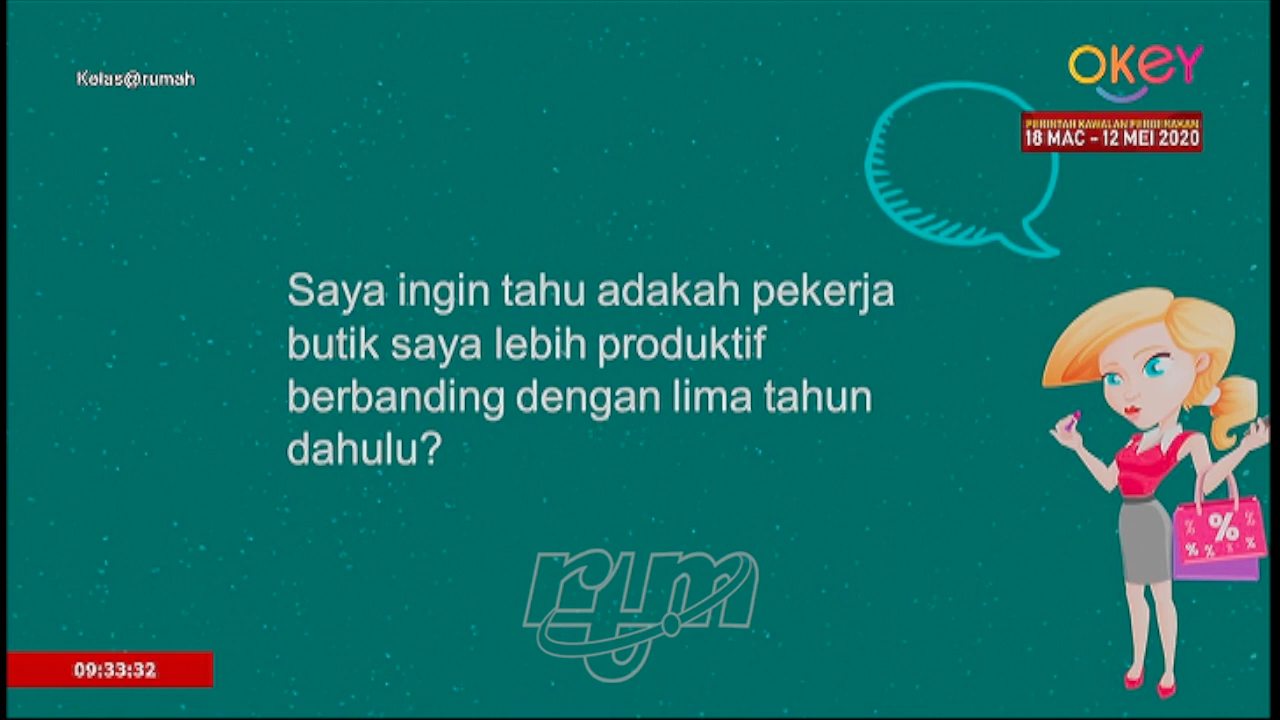 Kelas@rumah
OKEY
PERINTAH KAWALAN PERGERAKAN
18 MAC - 12 MEI 2020
Saya ingin tahu adakah pekerja
butik saya lebih produktif
berbanding dengan lima tahun
dahulu?
%
% % % % % %
rtm
09:33:32